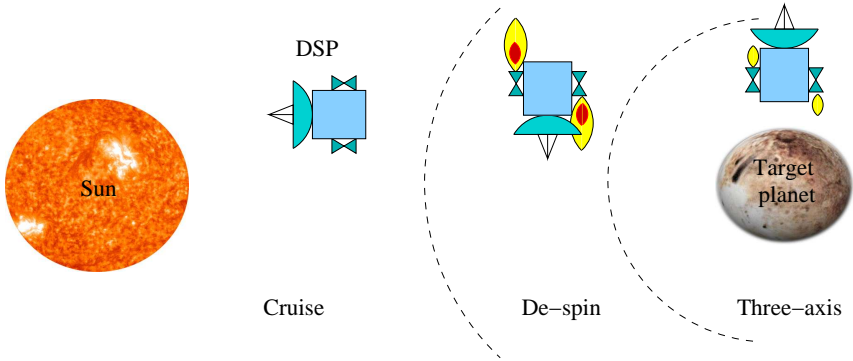 DSP
Sun
Target
planet
Cruise
De−spin
Three−axis